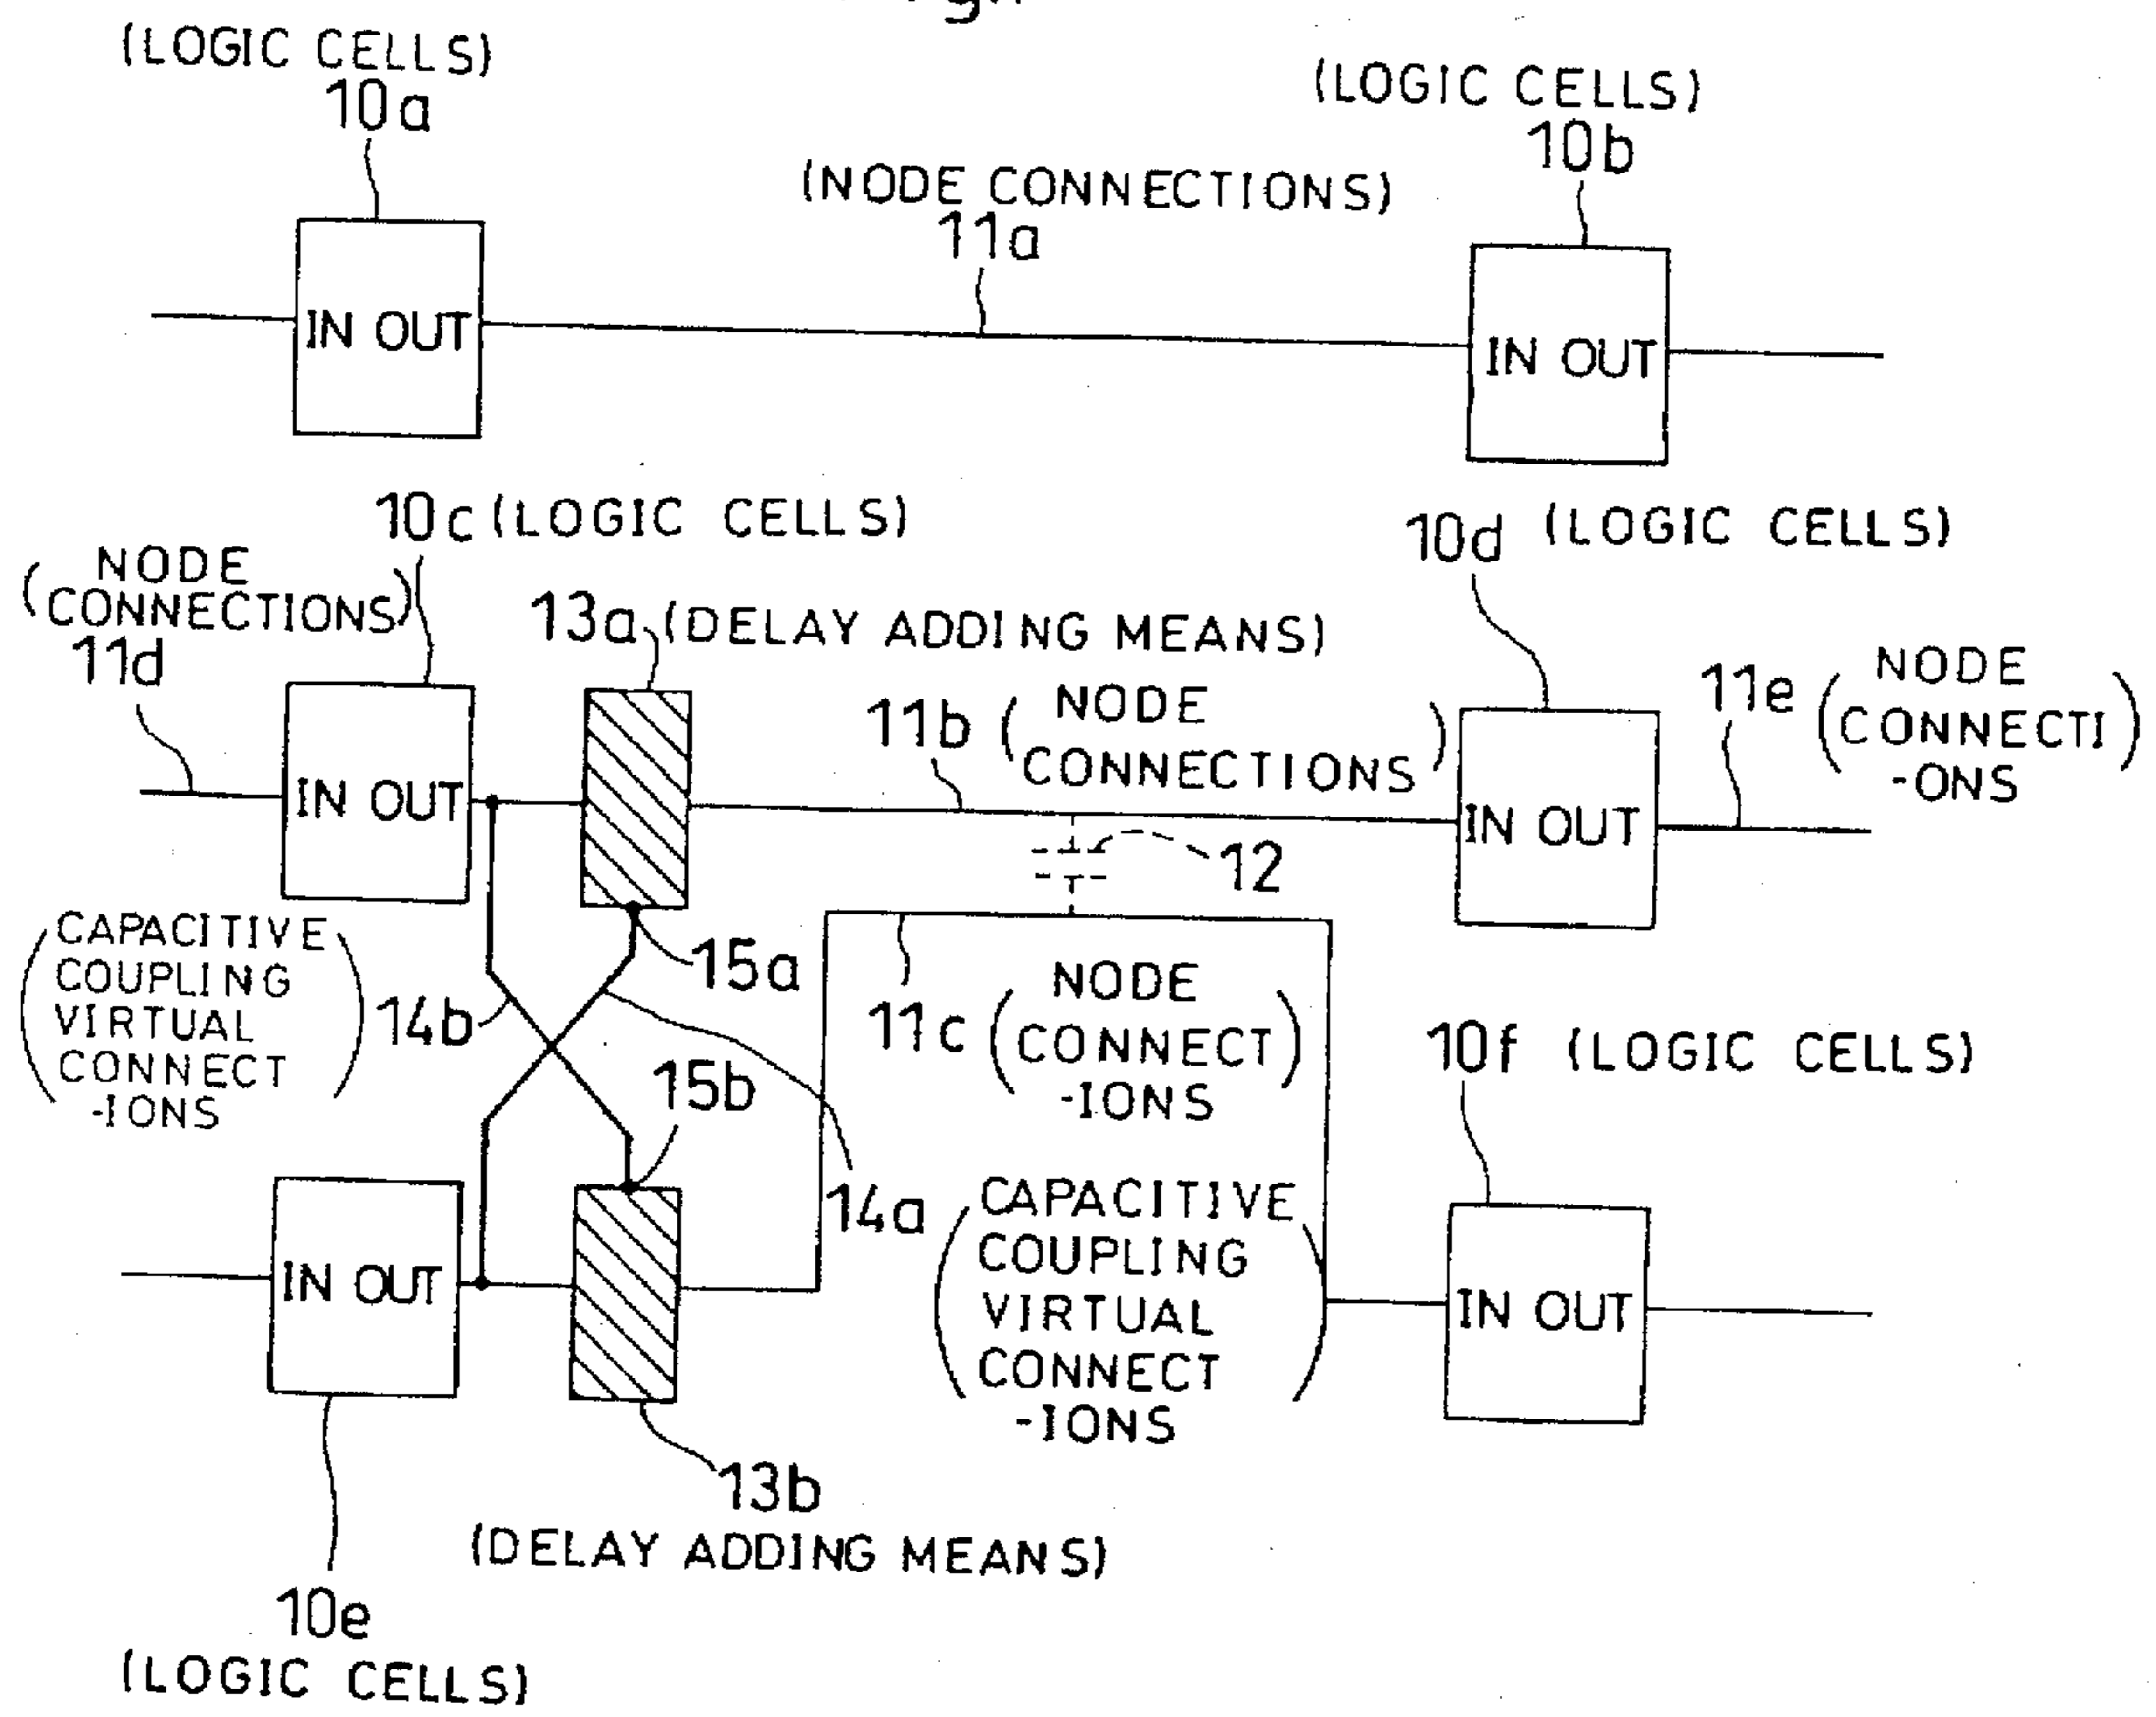 (LOGIC CELLS)
10a
(LOGIC CELLS)
10b
(NODE CONNECTIONS)
11a
IN OUT
IN OUT
10c (LOGIC CELLS)
10d (LOGIC CELLS)
(NODE
CONNECTIONS)
11d
13a (DELAY ADDING MEANS)
11b (NODE
CONNECTIONS)
11e (NODE
CONNECTI
-ONS)
IN OUT
IN OUT
12
(CAPACITIVE
COUPLING
VIRTUAL
CONNECT
-IONS)
14b
15a
11c (NODE
CONNECT
-IONS)
10f (LOGIC CELLS)
15b
14a (CAPACITIVE
COUPLING
VIRTUAL
CONNECT
-IONS)
IN OUT
IN OUT
13b
(DELAY ADDING MEANS)
10e
(LOGIC CELLS)